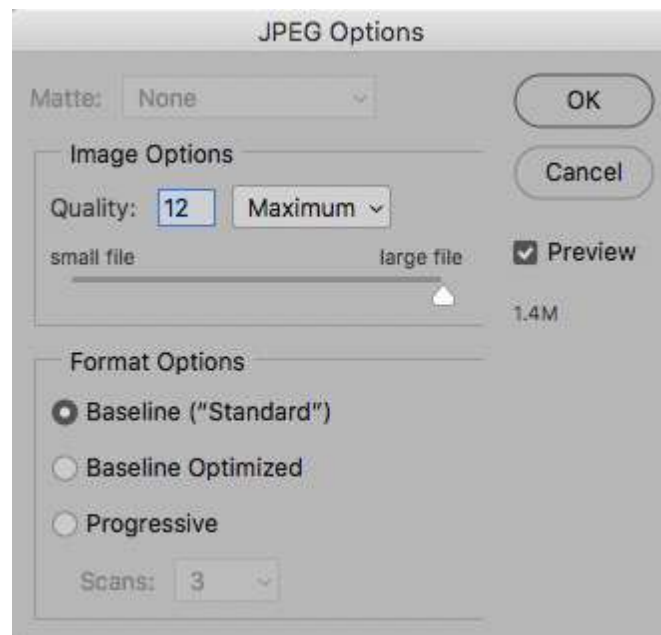 JPEG Options
Matte: None
OK
Image Options
Cancel
Quality: 12 Maximum
Preview
small file large file
1.4M
Format Options
Baseline (“Standard”)
Baseline Optimized
Progressive
Scans: 3